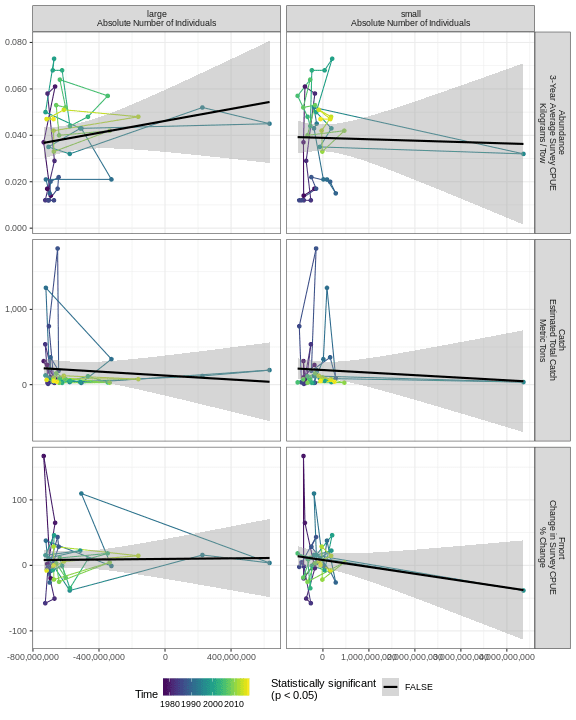 large
Absolute Number of Individuals
small
Absolute Number of Individuals
0.080
0.060
0.040
0.020
0.000
Abundance
3-Year Average Survey CPUE
Kilograms / Tow
1,000
0
Catch
Estimated Total Catch
Metric Tons
100
0
-100
Fmort
Change in Survey CPUE
% Change
-800,000,000
-400,000,000
0
400,000,000
0
1,000,000,000
2,000,000,000
3,000,000,000
4,000,000,000
Time
1980 1990 2000 2010
Statistically significant
(p < 0.05)
FALSE